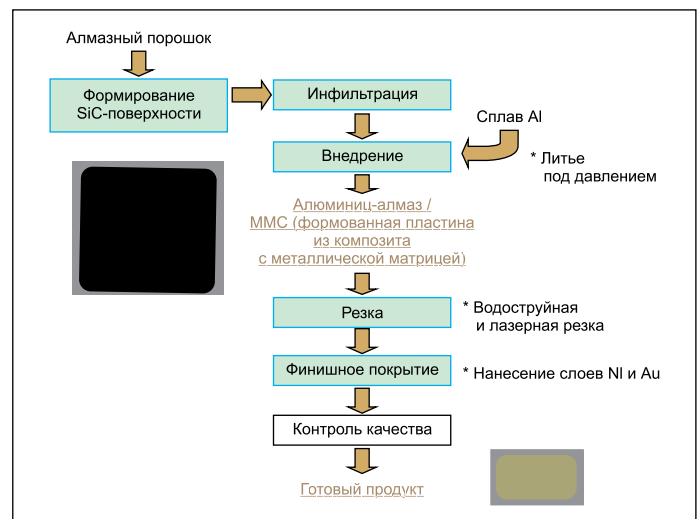 Алмазный порошок
Формирование
SiC-поверхности
Инфильтрация
Сплав Al
Внедрение
* Литье
под давлением
Алюминиц-алмаз /
ММС (формованная пластина
из композита
с металлической матрицей)
Резка
* Водоструйная
и лазерная резка
Финишное покрытие
* Нанесение слоев Nl и Au
Контроль качества
Готовый продукт